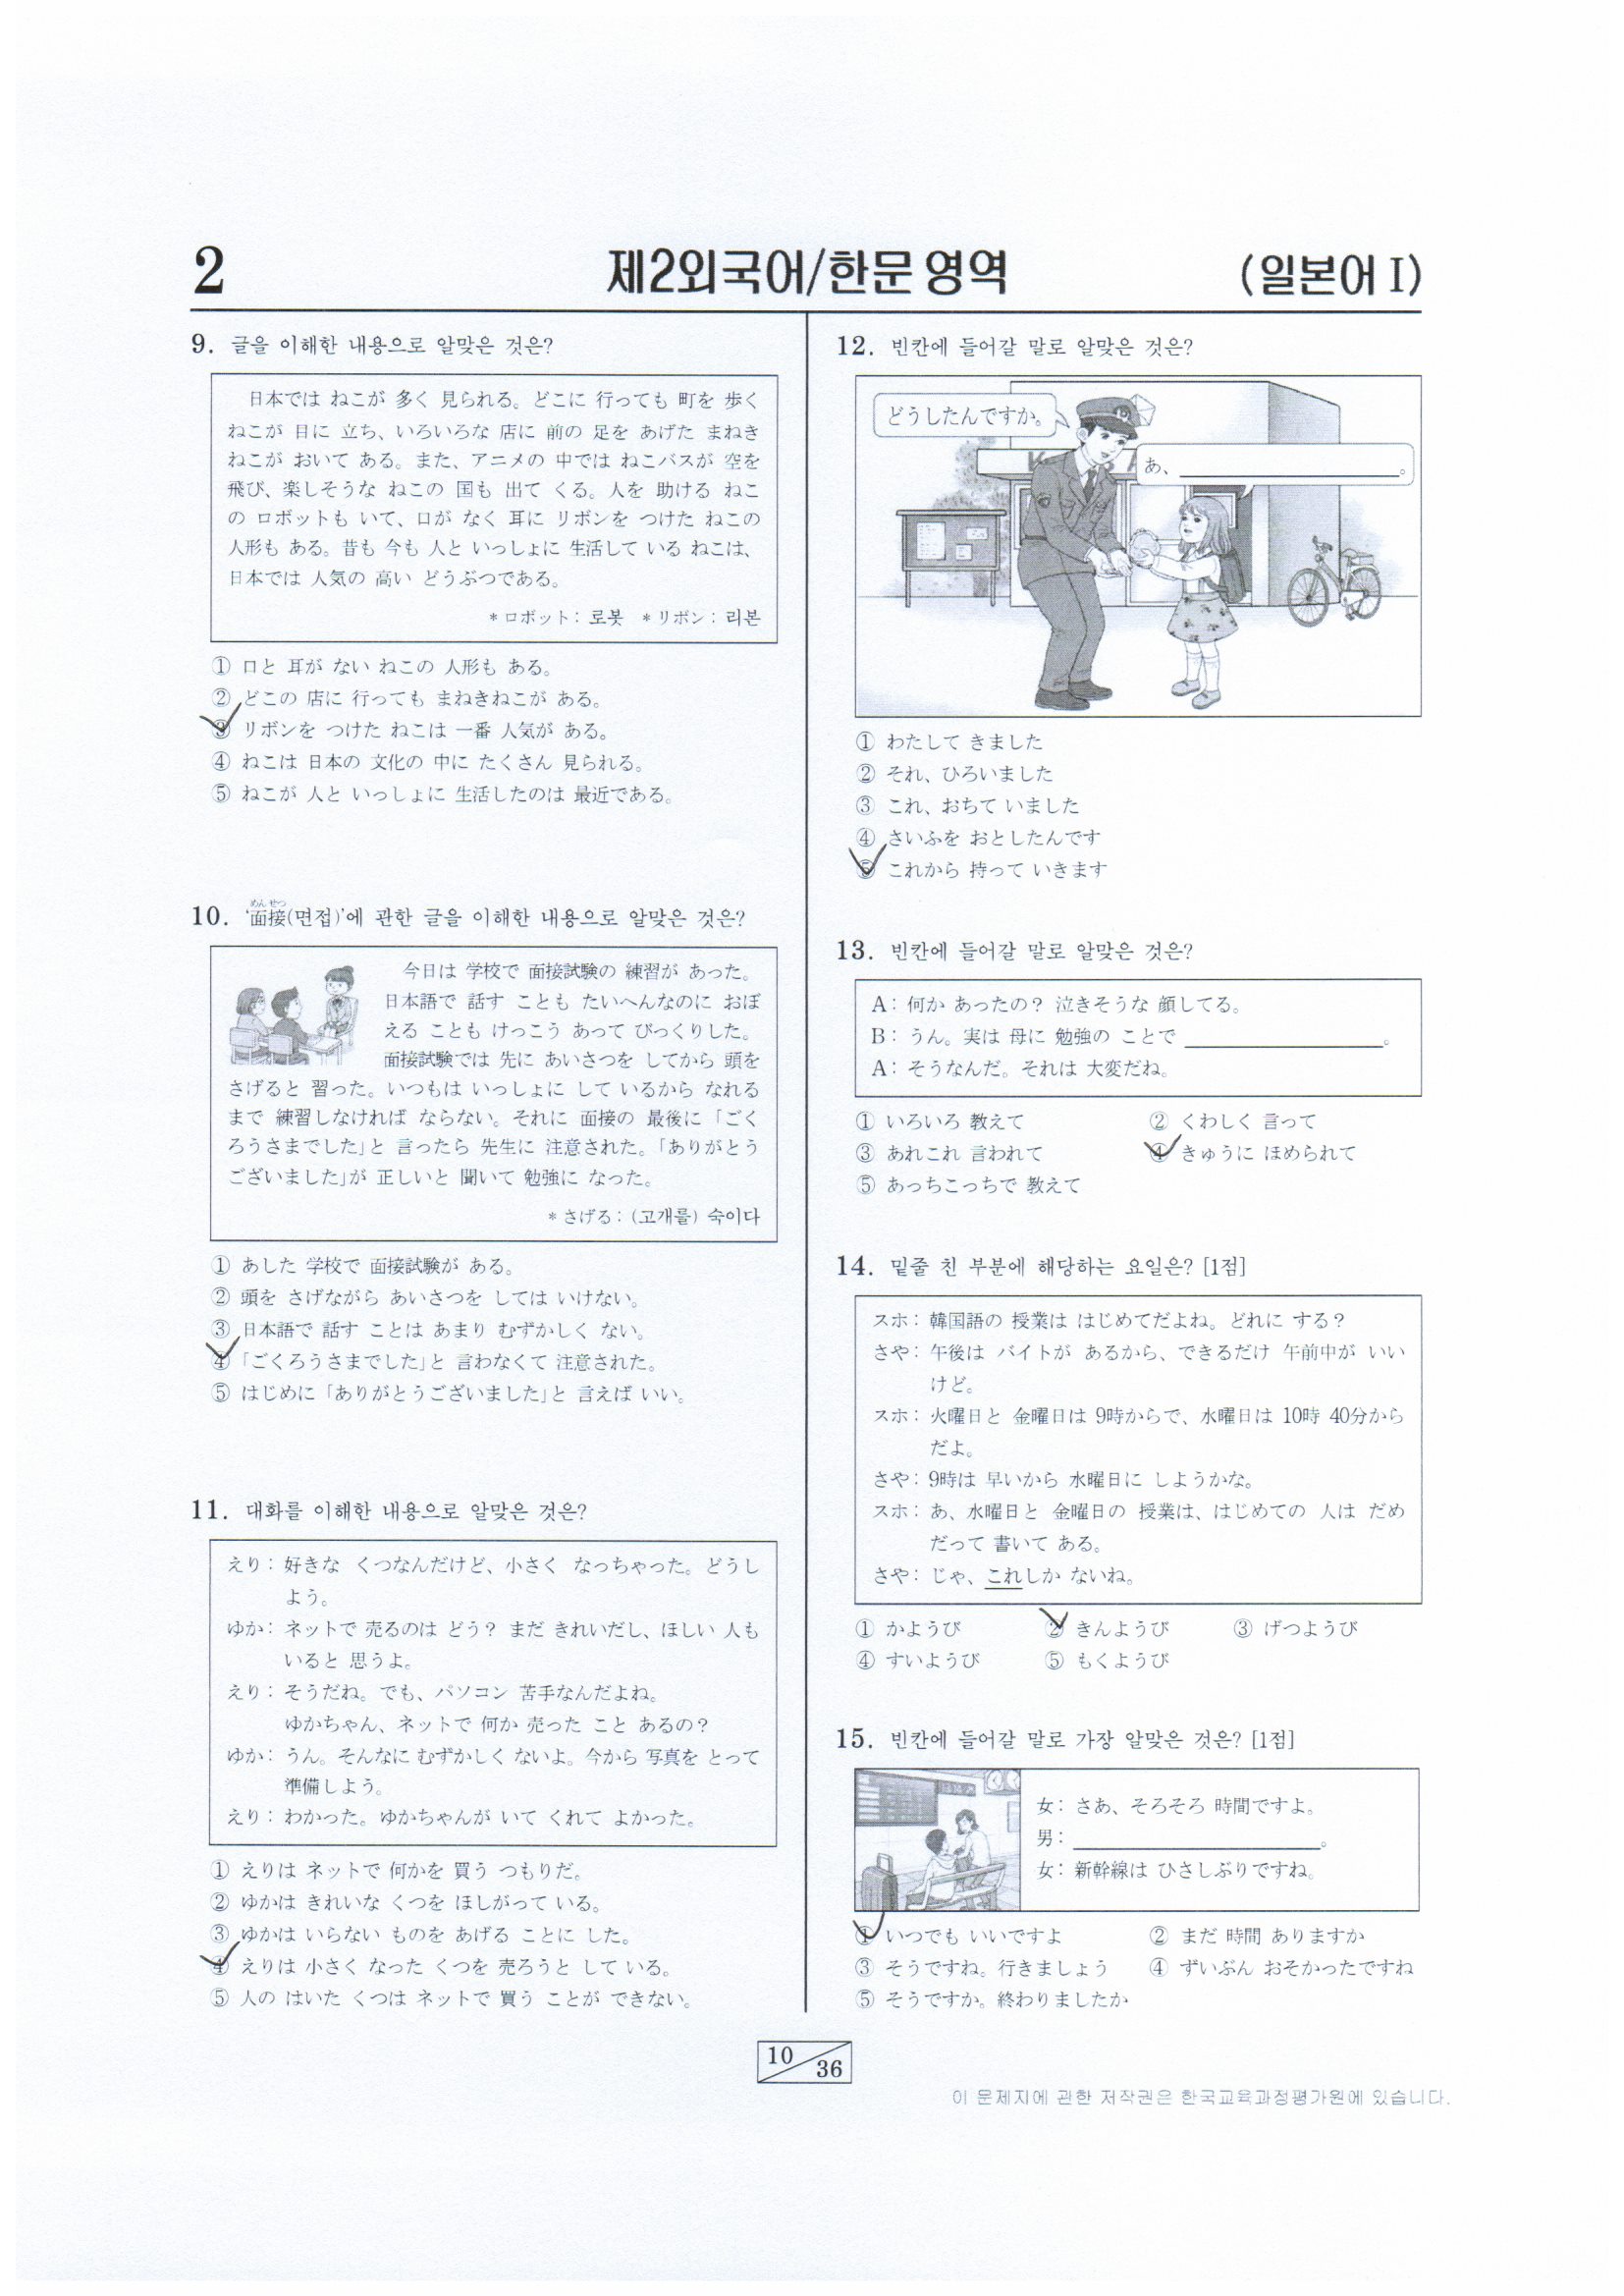 2
제2외국어/한문 영역
(일본어 I)
9. 글을 이해한 내용으로 알맞은 것은?
日本では ねこが 多く 見られる。どこに 行っても 町を 歩く
ねこが 目に 立ち、いろいろな 店に 前の 足を あげた まねき
ねこが おいて ある。また、アニメの 中では ねこバスが 空を
飛び、楽しそうな ねこの 国も 出て くる。人を 助ける ねこ
の ロボットも いて、口が なく 耳に リボンを つけた ねこの
人形も ある。昔も 今も 人と いっしょに 生活して いる ねこは、
日本では 人気の 高い どうぶつである。
* ロボット: 로봇 * リボン: 리본
① 口と 耳が ない ねこの 人形も ある。
② どこの 店に 行っても まねきねこが ある。
③ リボンを つけた ねこは 一番 人気が ある。
④ ねこは 日本の 文化の 中に たくさん 見られる。
⑤ ねこが 人と いっしょに 生活したのは 最近である。
めんせつ
10. ‘面接(면접)’에 관한 글을 이해한 내용으로 알맞은 것은?
今日は 学校で 面接試験の 練習が あった。
日本語で 話す ことも たいへんなのに おぼ
える ことも けっこう あって びっくりした。
面接試験では 先に あいさつを してから 頭を
さげると 習った。いつもは いっしょに して いるから なれる
まで 練習しなければ ならない。それに 面接の 最後に「ごく
ろうさまでした」と 言ったら 先生に 注意された。「ありがとう
ございました」が 正しいと 聞いて 勉強に なった。
* さげる: (고개를) 숙이다
① あした 学校で 面接試験が ある。
② 頭を さげながら あいさつを しては いけない。
③ 日本語で 話す ことは あまり むずかしく ない。
④ 「ごくろうさまでした」と 言わなくて 注意された。
⑤ はじめに「ありがとうございました」と 言えば いい。
11. 대화를 이해한 내용으로 알맞은 것은?
えり: 好きな くつなんだけど、小さく なっちゃった。どうし
よう。
ゆか: ネットで 売るのは どう? まだ きれいだし、ほしい 人も
いると 思うよ。
えり: そうだね。でも、パソコン 苦手なんだよね。
ゆかちゃん、ネットで 何か 売った こと あるの?
ゆか: うん。そんなに むずかしく ないよ。今から 写真を とって
準備しよう。
えり: わかった。ゆかちゃんが いて くれて よかった。
① えりは ネットで 何かを 買う つもりだ。
② ゆかは きれいな くつを ほしがって いる。
③ ゆかは いらない ものを あげる ことに した。
④ えりは 小さく なった くつを 売ろうと して いる。
⑤ 人の はいた くつは ネットで 買う ことが できない。
12. 빈칸에 들어갈 말로 알맞은 것은?
どうしたんですか。
あ、____________。
① わたして きました
② それ、ひろいました
③ これ、おちて いました
④ さいふを おとしたんです
⑤ これから 持って いきます
13. 빈칸에 들어갈 말로 알맞은 것은?
A: 何か あったの? 泣きそうな 顔してる。
B: うん。実は 母に 勉強の ことで ____________。
A: そうなんだ。それは 大変だね。
① いろいろ 教えて ② くわしく 言って
③ あれこれ 言われて ④ きゅうに ほめられて
⑤ あっちこっちで 教えて
14. 밑줄 친 부분에 해당하는 요일은? [1점]
スホ: 韓国語の 授業は はじめてだよね。どれに する?
さや: 午後は バイトが あるから、できるだけ 午前中が いい
けど。
スホ: 火曜日と 金曜日は 9時からで、水曜日は 10時 40分から
だよ。
さや: 9時は 早いから 水曜日に しようかな。
スホ: あ、水曜日と 金曜日の 授業は、はじめての 人は だめ
だって 書いて ある。
さや: じゃ、これしか ないね。
① かようび ② きんようび ③ げつようび
④ すいようび ⑤ もくようび
15. 빈칸에 들어갈 말로 가장 알맞은 것은? [1점]
女: さあ、そろそろ 時間ですよ。
男: ____________。
女: 新幹線は ひさしぶりですね。
① いつでも いいですよ ② まだ 時間 ありますか
③ そうですね。行きましょう ④ ずいぶん おそかったですね
⑤ そうですか。終わりましたか
10
36
이 문제지에 관한 저작권은 한국교육과정평가원에 있습니다.